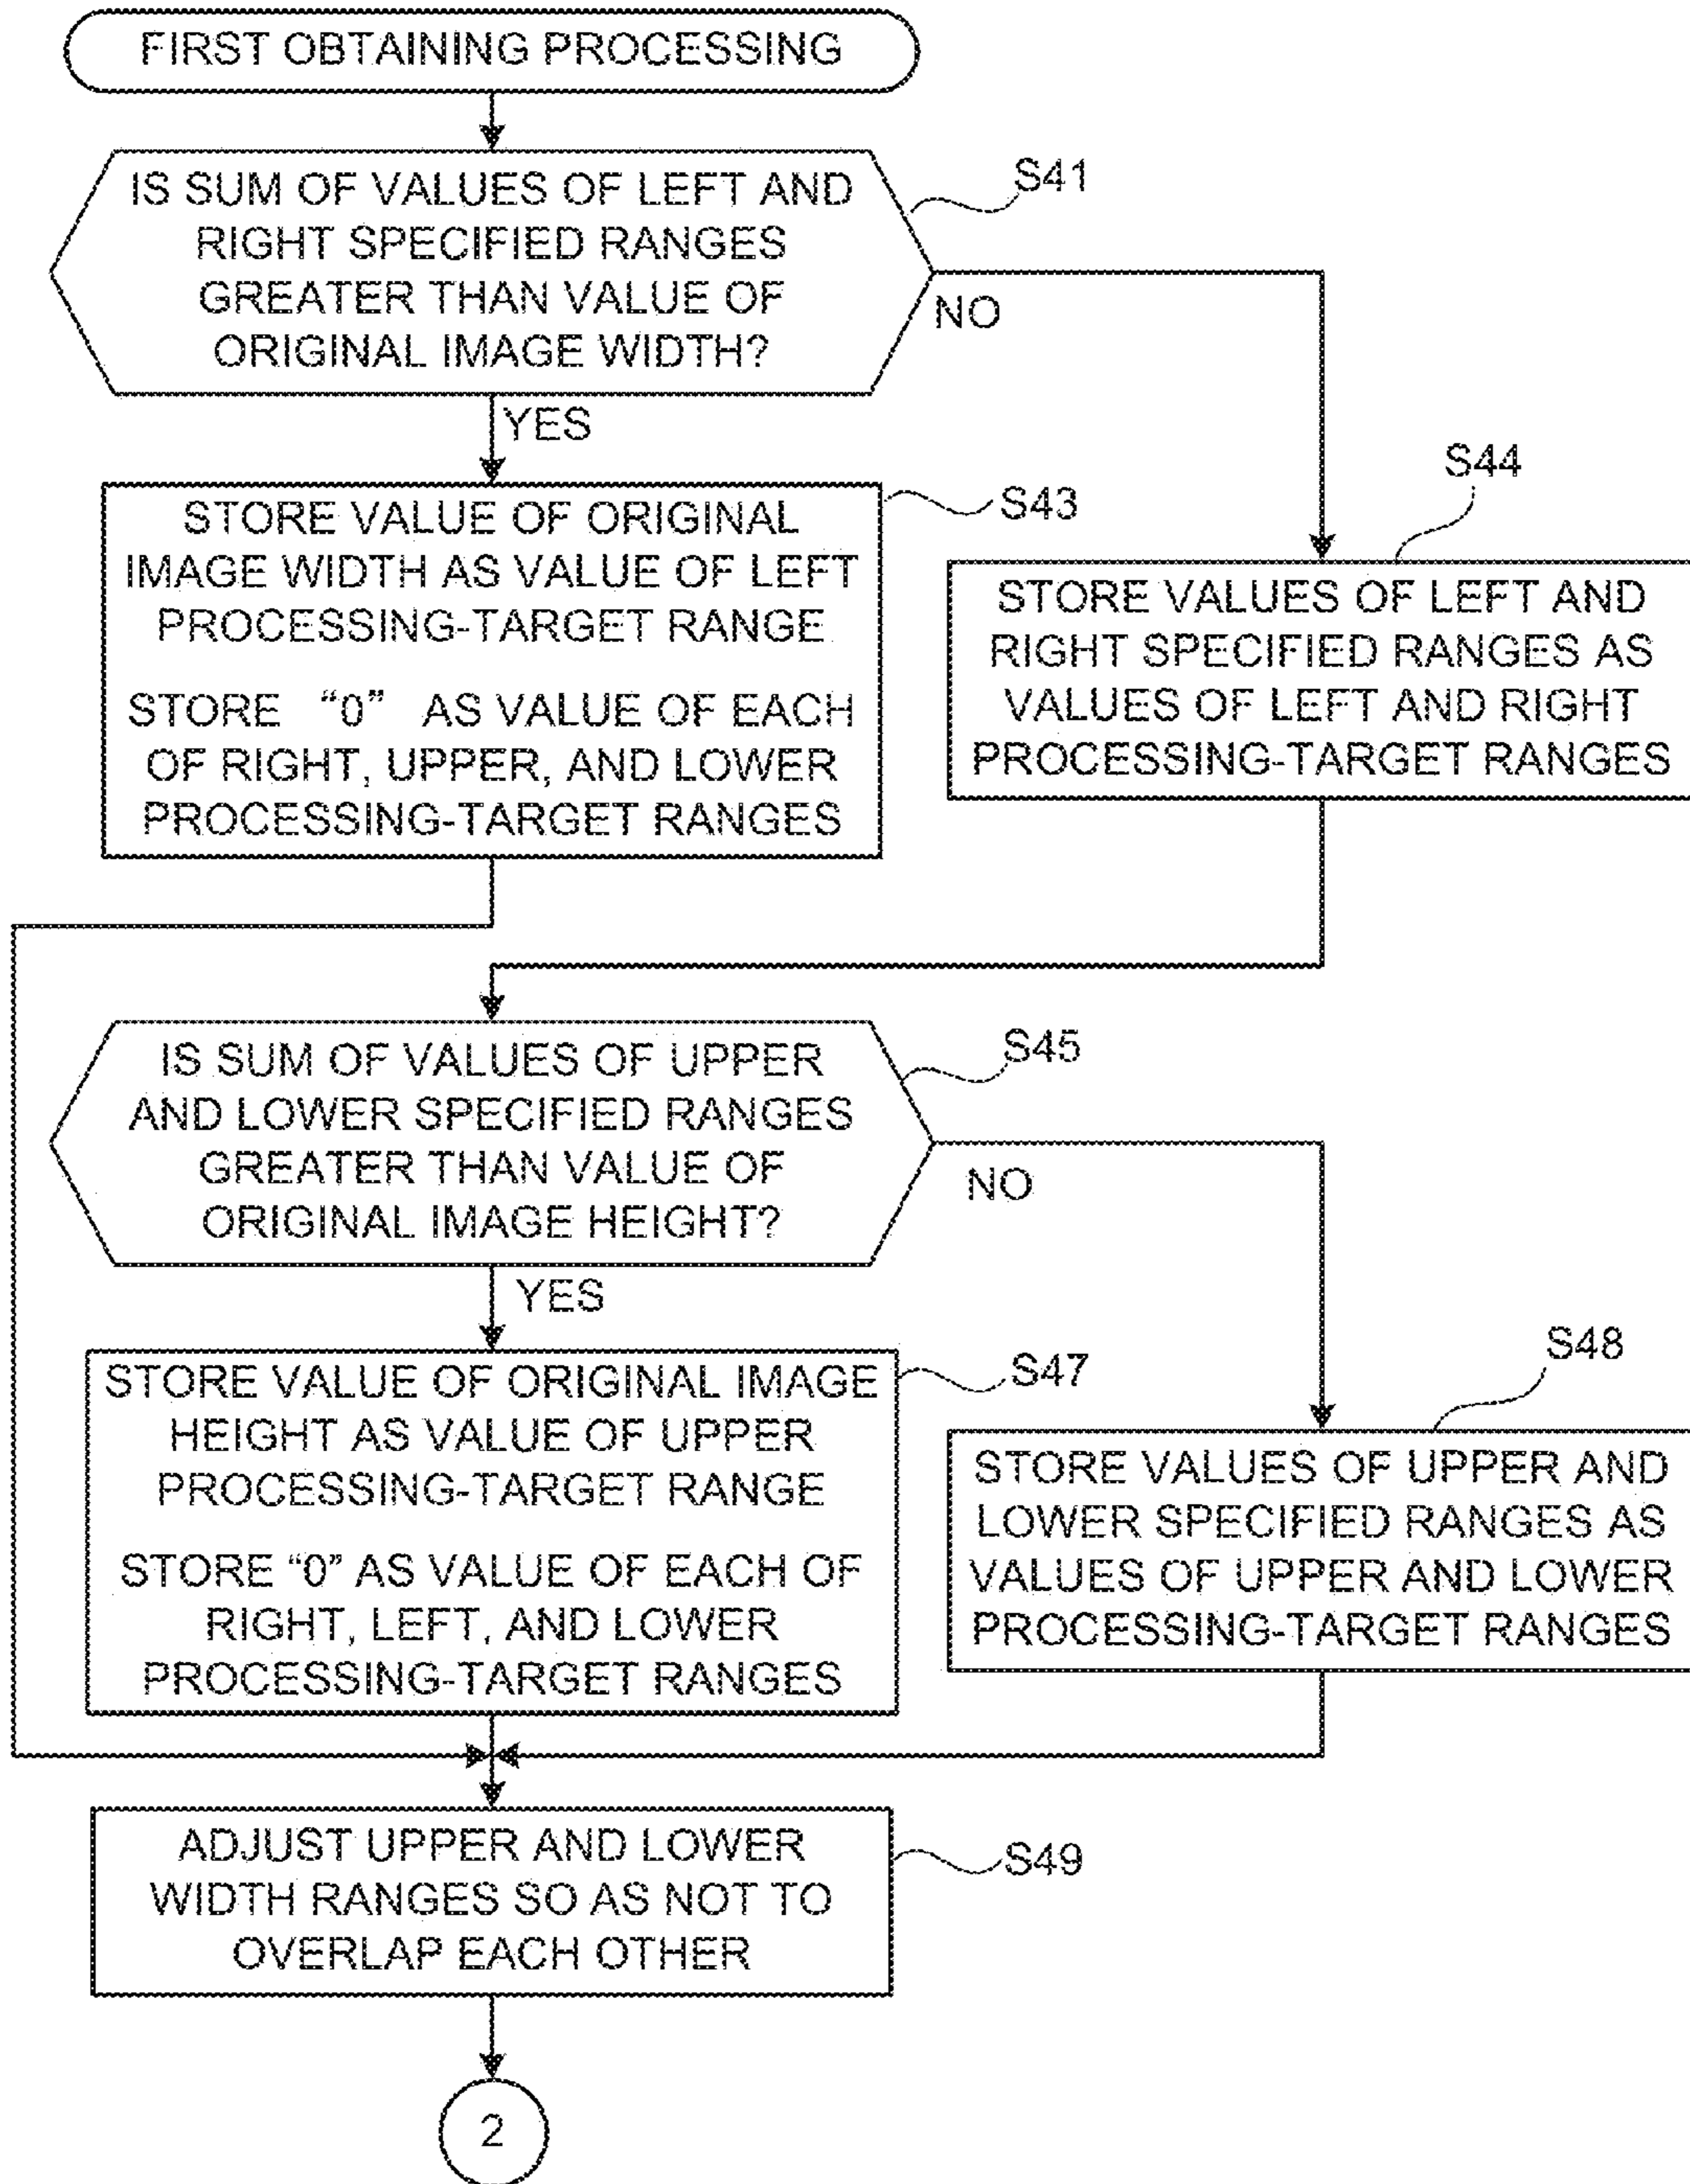 FIRST OBTAINING PROCESSING
IS SUM OF VALUES OF LEFT AND
RIGHT SPECIFIED RANGES
GREATER THAN VALUE OF
ORIGINAL IMAGE WIDTH?
S41
NO
YES
STORE VALUE OF ORIGINAL
IMAGE WIDTH AS VALUE OF LEFT
PROCESSING-TARGET RANGE
STORE “0” AS VALUE OF EACH
OF RIGHT, UPPER, AND LOWER
PROCESSING-TARGET RANGES
S43
S44
STORE VALUES OF LEFT AND
RIGHT SPECIFIED RANGES AS
VALUES OF LEFT AND RIGHT
PROCESSING-TARGET RANGES
IS SUM OF VALUES OF UPPER
AND LOWER SPECIFIED RANGES
GREATER THAN VALUE OF
ORIGINAL IMAGE HEIGHT?
S45
NO
YES
STORE VALUE OF ORIGINAL IMAGE
HEIGHT AS VALUE OF UPPER
PROCESSING-TARGET RANGE
STORE “0” AS VALUE OF EACH OF
RIGHT, LEFT, AND LOWER
PROCESSING-TARGET RANGES
S47
S48
STORE VALUES OF UPPER AND
LOWER SPECIFIED RANGES AS
VALUES OF UPPER AND LOWER
PROCESSING-TARGET RANGES
ADJUST UPPER AND LOWER
WIDTH RANGES SO AS NOT TO
OVERLAP EACH OTHER
S49
2